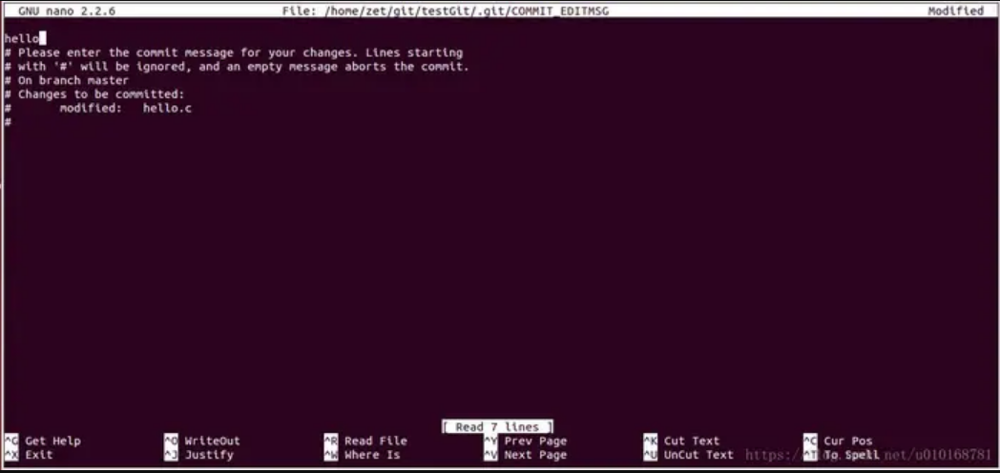 GNU nano 2.2.6 File: /home/zet/git/testGit/.git/COMMIT_EDITMSG Modified
hello
# Please enter the commit message for your changes. Lines starting
# with '#' will be ignored, and an empty message aborts the commit.
# On branch master
# Changes to be committed:
#       modified:   hello.c
#
[ Read 7 lines ]
^G Get Help ^O WriteOut ^R Read File ^Y Prev Page ^K Cut Text ^C Cur Pos
^X Exit ^J Justify ^W Where Is ^V Next Page ^U UnCut Text ^T To Spell
https:/ .net/u010168781